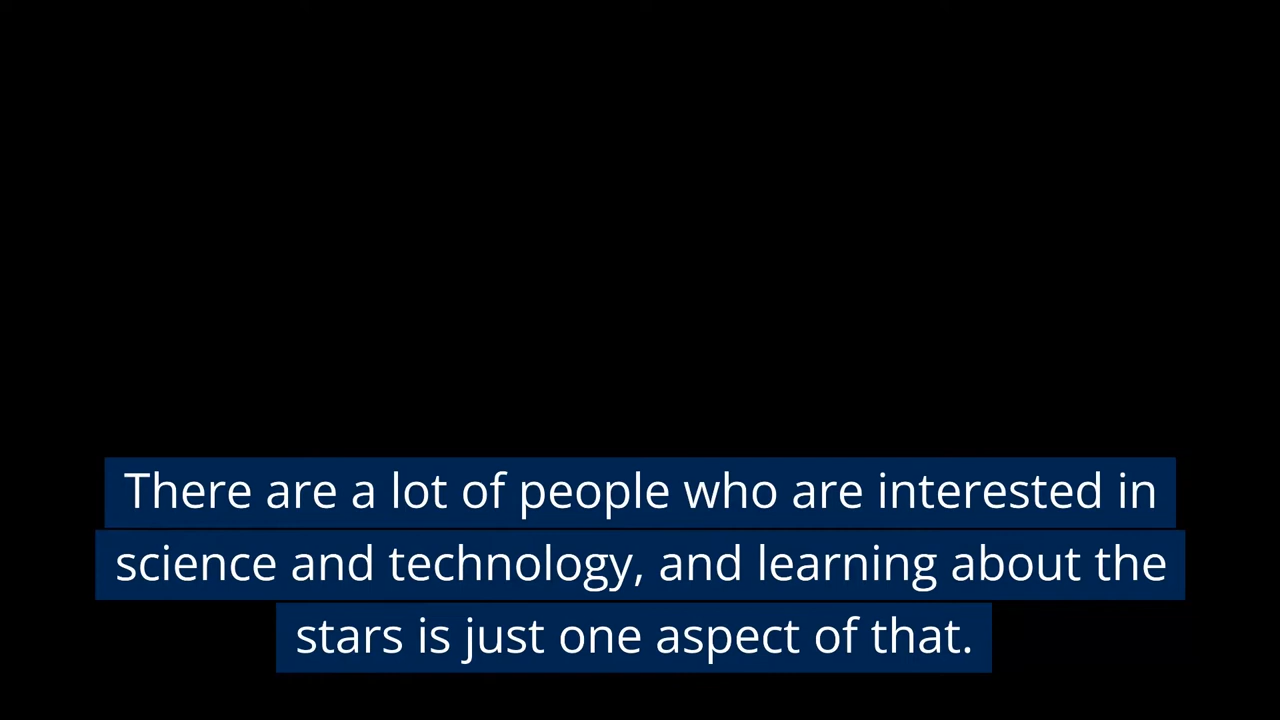 There are a lot of people who are interested in
science and technology, and learning about the
stars is just one aspect of that.